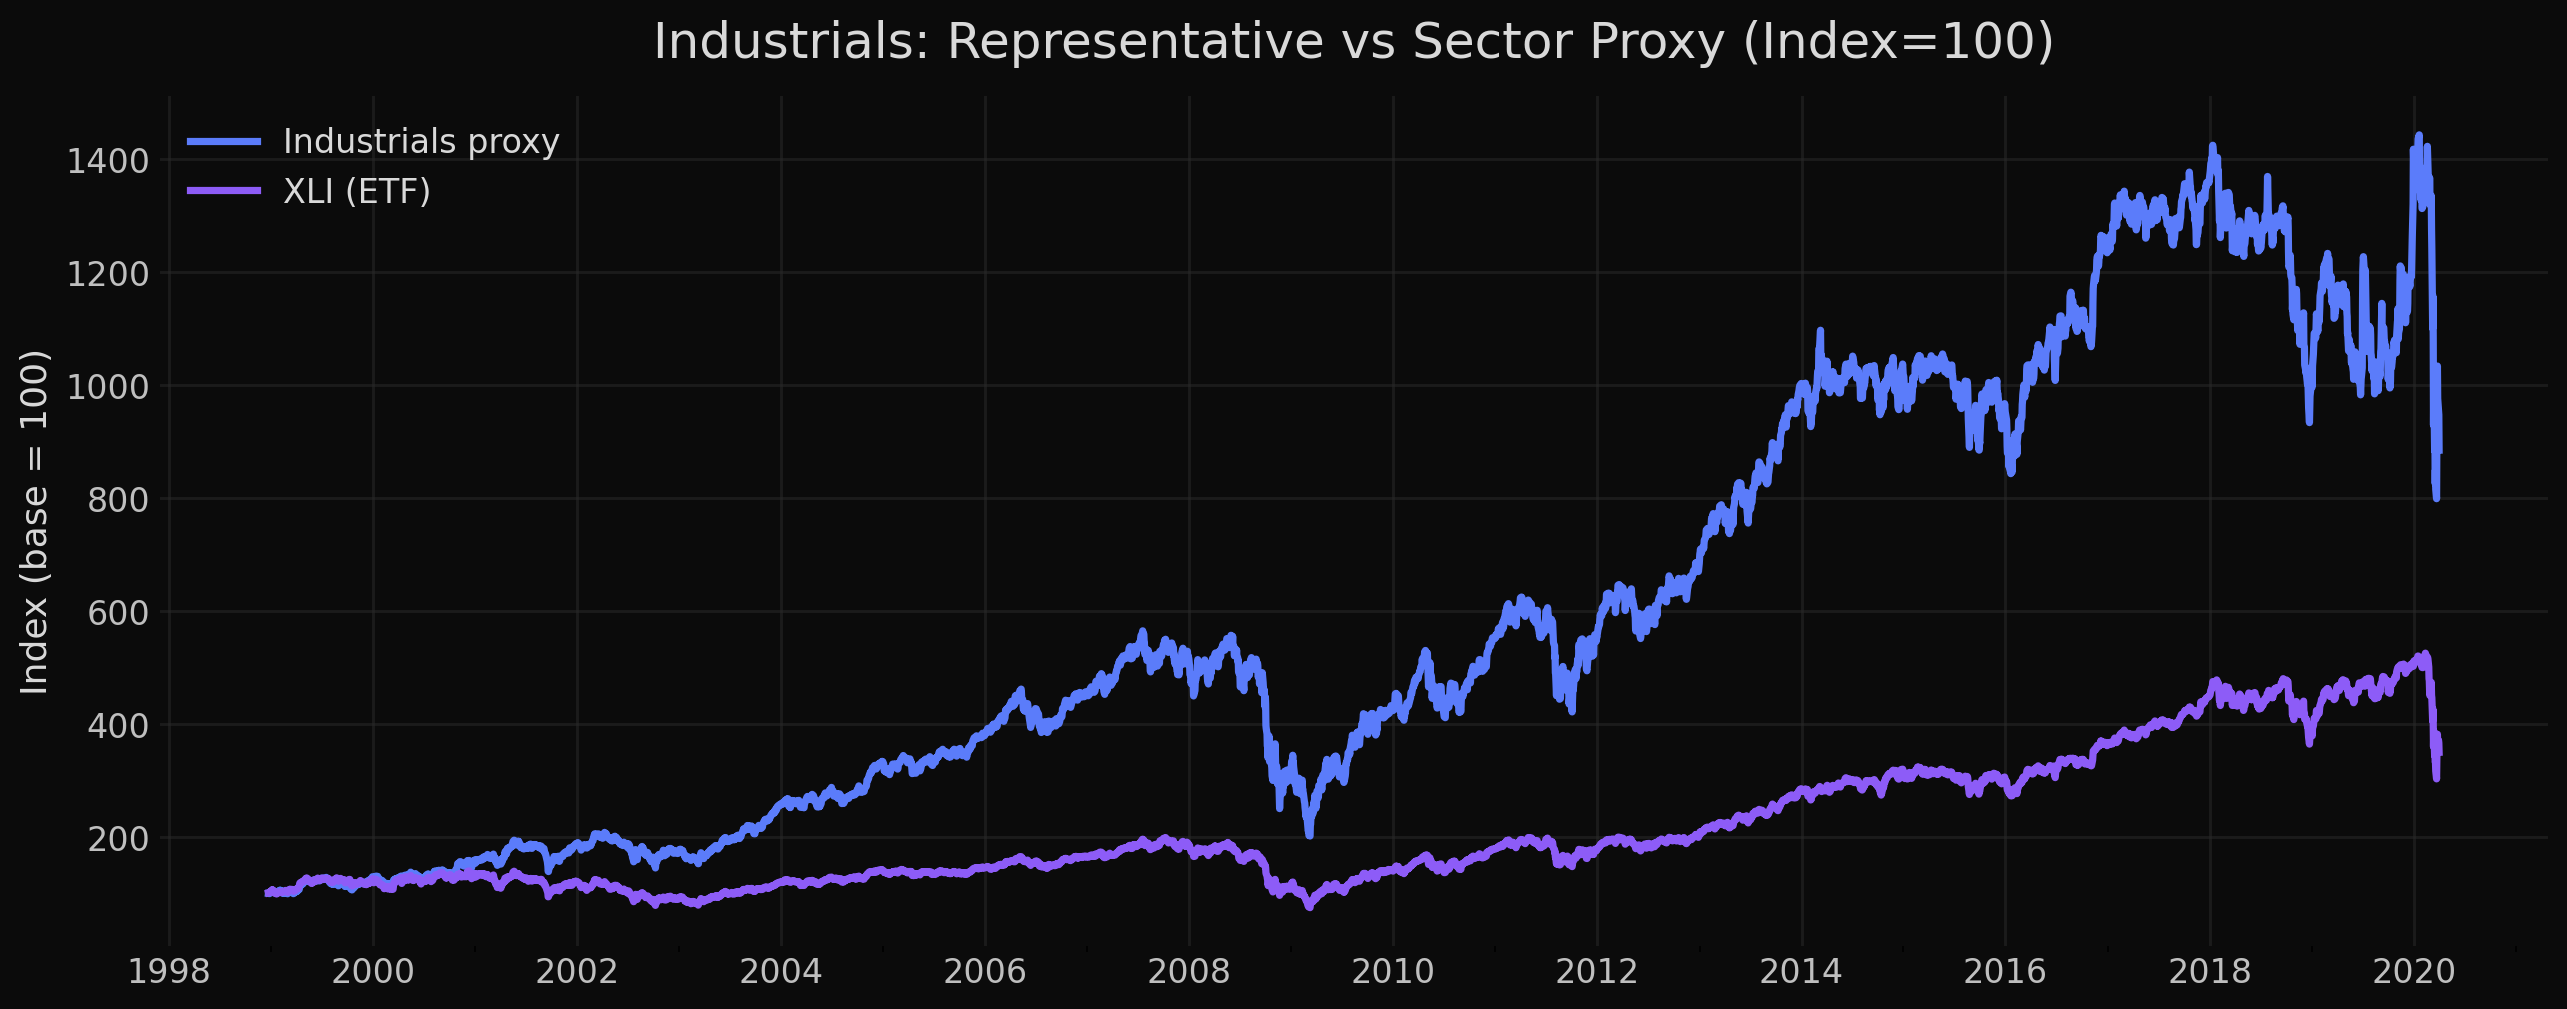 Industrials: Representative vs Sector Proxy (Index=100)
Industrials proxy
XLI (ETF)
Index (base = 100)
1400
1200
1000
800
600
400
200
1998 2000 2002 2004 2006 2008 2010 2012 2014 2016 2018 2020